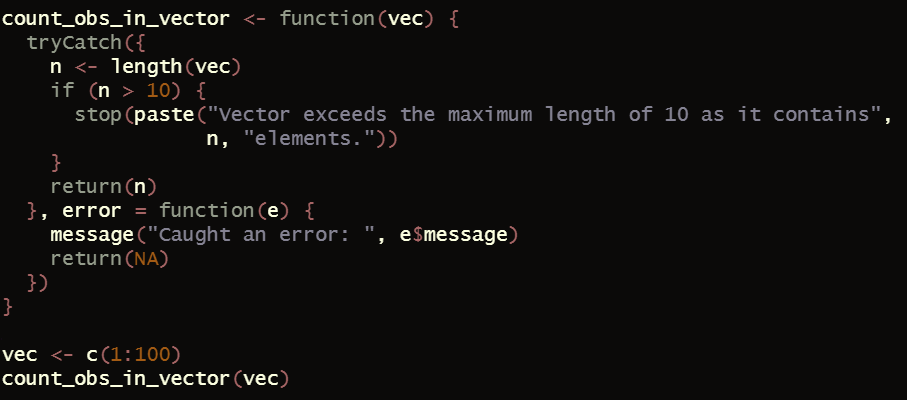 count_obs_in_vector <- function(vec) {
  tryCatch({
    n <- length(vec)
    if (n > 10) {
      stop(paste("Vector exceeds the maximum length of 10 as it contains",
                 n, "elements."))
    }
    return(n)
  }, error = function(e) {
    message("Caught an error: ", e$message)
    return(NA)
  })
}

vec <- c(1:100)
count_obs_in_vector(vec)